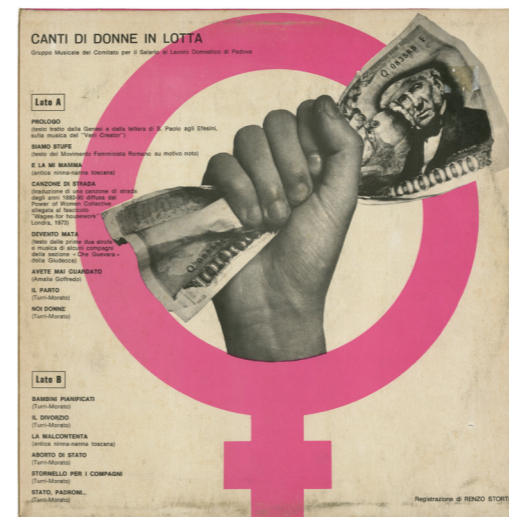 CANTI DI DONNE IN LOTTA
Gruppo Musicale del Comitato per il Salario al Lavoro Domestico di Padova
Lato A
PROLOGO
(testo tratto dalla Genesi e dalla lettera di S. Paolo agli Efesini,
sulla musica del "Veni Creator")
SIAMO STUFE
(testo del Movimento Femminista Romano su motivo noto)
E LA MI MAMMA
(antica ninna-nanna toscana)
CANZONE DI STRADA
(traduzione di una canzone di strada
degli anni diffusa dal
Power of Women Collective
allegata al fascicolo
"Wages for housework"
Londra, 1973)
DEVENTO MATA
(testo delle prime due strofe
e musica di alcuni compagni
della sezione « Che Guevara »
della Giudecca)
AVETE MAI GUARDATO
(Amalia Goffredo)
IL PARTO
(Turri-Morato)
NOI DONNE
(Turri-Morato)
Lato B
BAMBINI PIANIFICATI
(Turri-Morato)
IL DIVORZIO
(Turri-Morato)
LA MALCONTENTA
(antica ninna-nanna toscana)
ABORTO DI STATO
(Turri-Morato)
STORNELLO PER I COMPAGNI
(Turri-Morato)
STATO, PADRONI...
(Turri-Morato)
Registrazione di RENZO STORTI